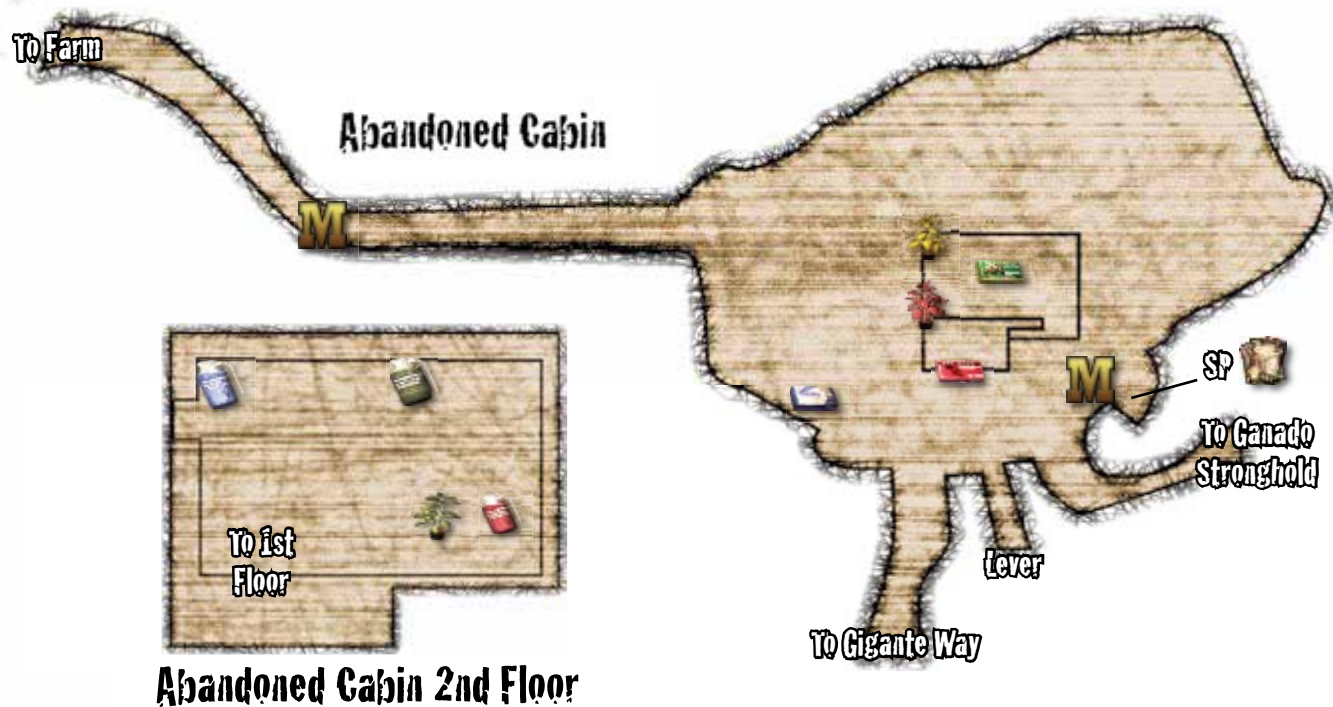 To Farm
Abandoned Cabin
M
M
SP
To Ganado
Stronghold
To 1st
Floor
Lever
To Gigante Way
Abandoned Cabin 2nd Floor